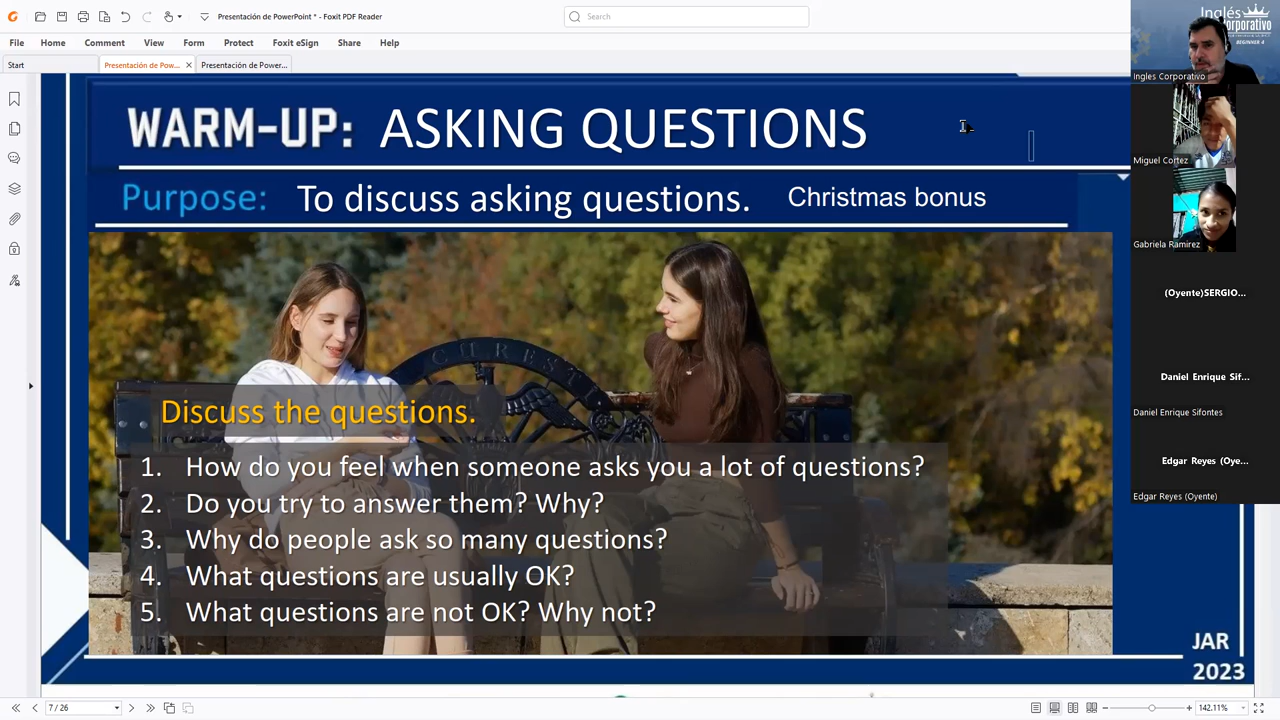 Presentación de PowerPoint * - Foxit PDF Reader
Search
File Home Comment View Form Protect Foxit eSign Share Help
Start
Presentación de Pow...
Presentación de Power...
WARM-UP: ASKING QUESTIONS
Purpose: To discuss asking questions. Christmas bonus
CUREST
Discuss the questions.
1. How do you feel when someone asks you a lot of questions?
2. Do you try to answer them? Why?
3. Why do people ask so many questions?
4. What questions are usually OK?
5. What questions are not OK? Why not?
JAR
2023
7 / 26
142.11%
Inglés
Corporativo
BEGINNER 4
Ingles Corporativo
Miguel Cortez
Gabriela Ramirez
(Oyente)SERGIO...
Daniel Enrique Sif...
Daniel Enrique Sifontes
Edgar Reyes (Oye...
Edgar Reyes (Oyente)